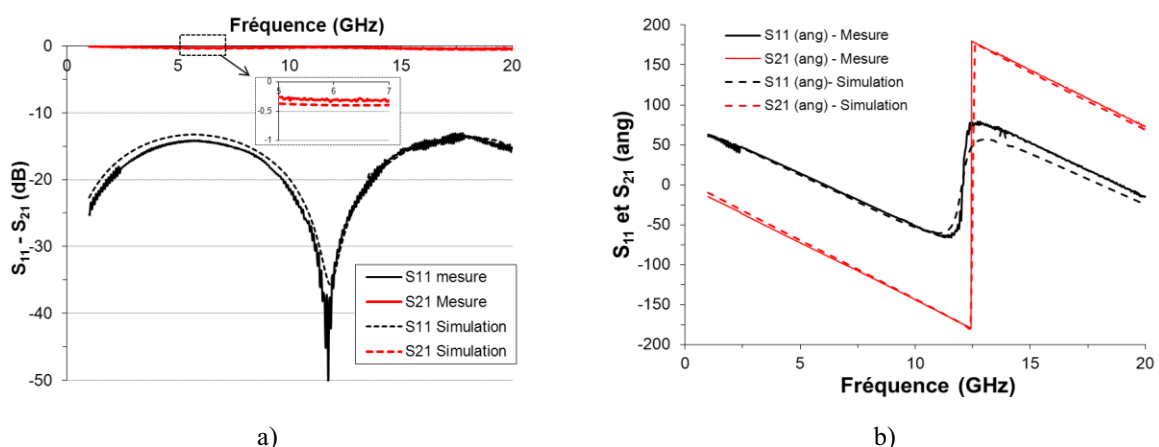 Fréquence (GHz)
0 5 10 15 20
0
-10
-20
-30
-40
-50
S11 - S21 (dB)
5 6 7
0
-0.5
-1
S11 mesure
S21 Mesure
S11 Simulation
S21 Simulation
a)
S11 et S21 (ang)
200
150
100
50
0
-50
-100
-150
-200
S11 (ang) - Mesure
S21 (ang) - Mesure
S11 (ang)- Simulation
S21 (ang) - Simulation
0 5 10 15 20
Fréquence (GHz)
b)